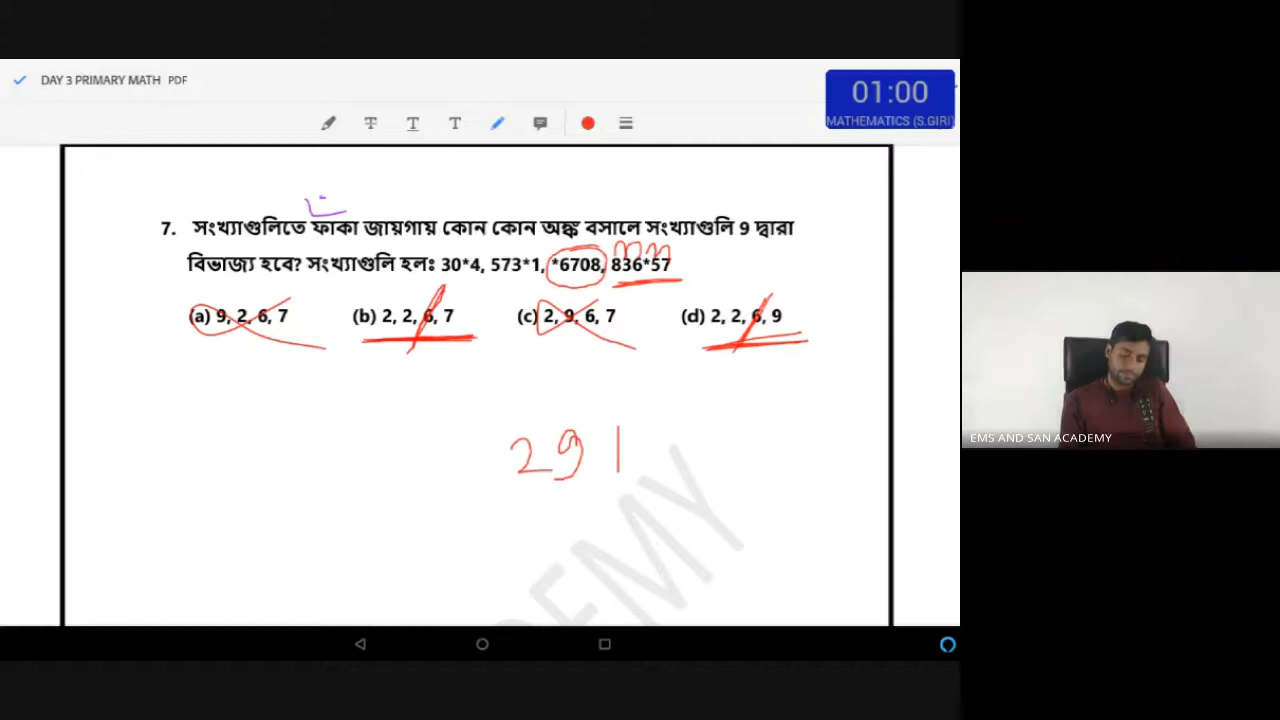 DAY 3 PRIMARY MATH PDF
01:00
MATHEMATICS (S.GIRI)
7. সংখ্যাগুলিতে ফাকা জায়গায় কোন কোন অঙ্ক বসালে সংখ্যাগুলি 9 দ্বারা
বিভাজ্য হবে? সংখ্যাগুলি হলঃ 30*4, 573*1, *6708, 836*57
(a) 9, 2, 6, 7 (b) 2, 2, 6, 7 (c) 2, 9, 6, 7 (d) 2, 2, 6, 9
291
EMS AND SAN ACADEMY
DEMY